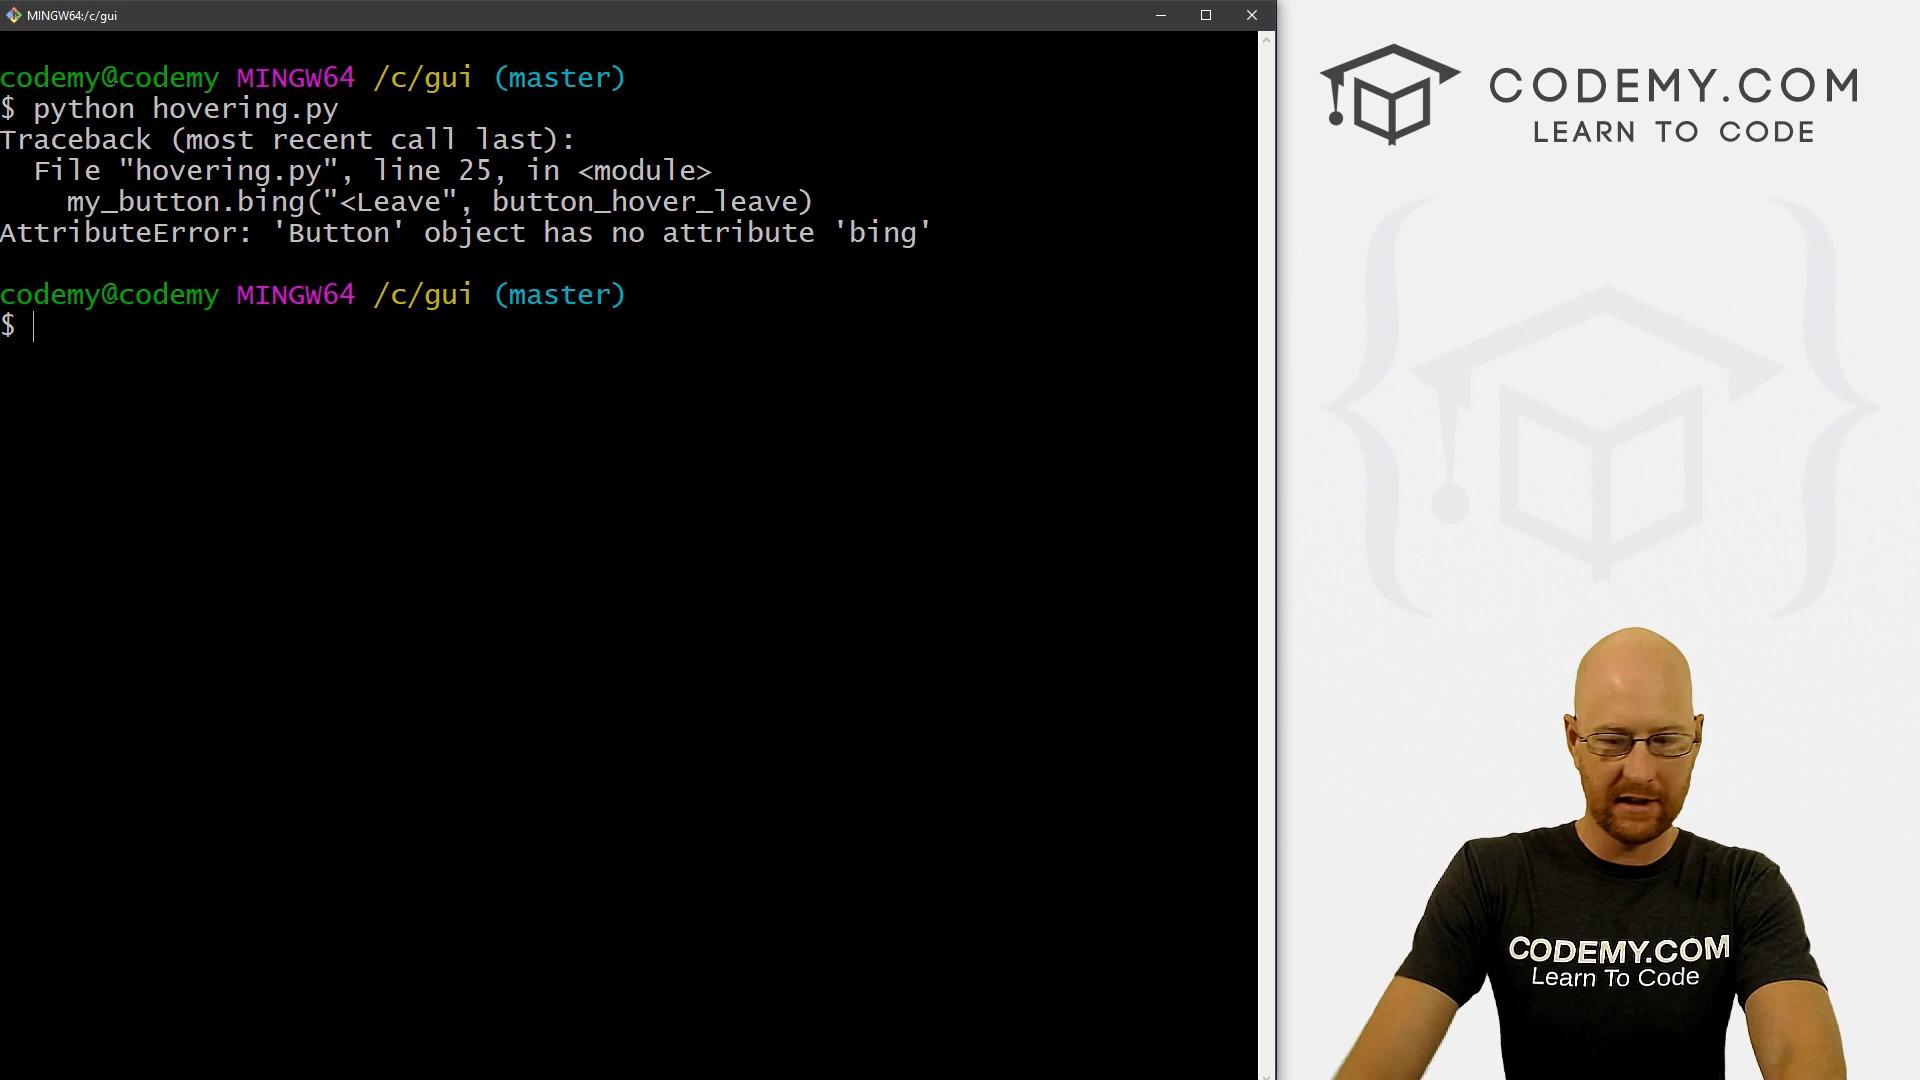 MINGW64:/c/gui
codemy@codemy MINGW64 /c/gui (master)
$ python hovering.py
Traceback (most recent call last):
  File "hovering.py", line 25, in <module>
    my_button.bing("<Leave", button_hover_leave)
AttributeError: 'Button' object has no attribute 'bing'
codemy@codemy MINGW64 /c/gui (master)
$
CODEMY.COM
LEARN TO CODE
CODEMY.COM
Learn To Code